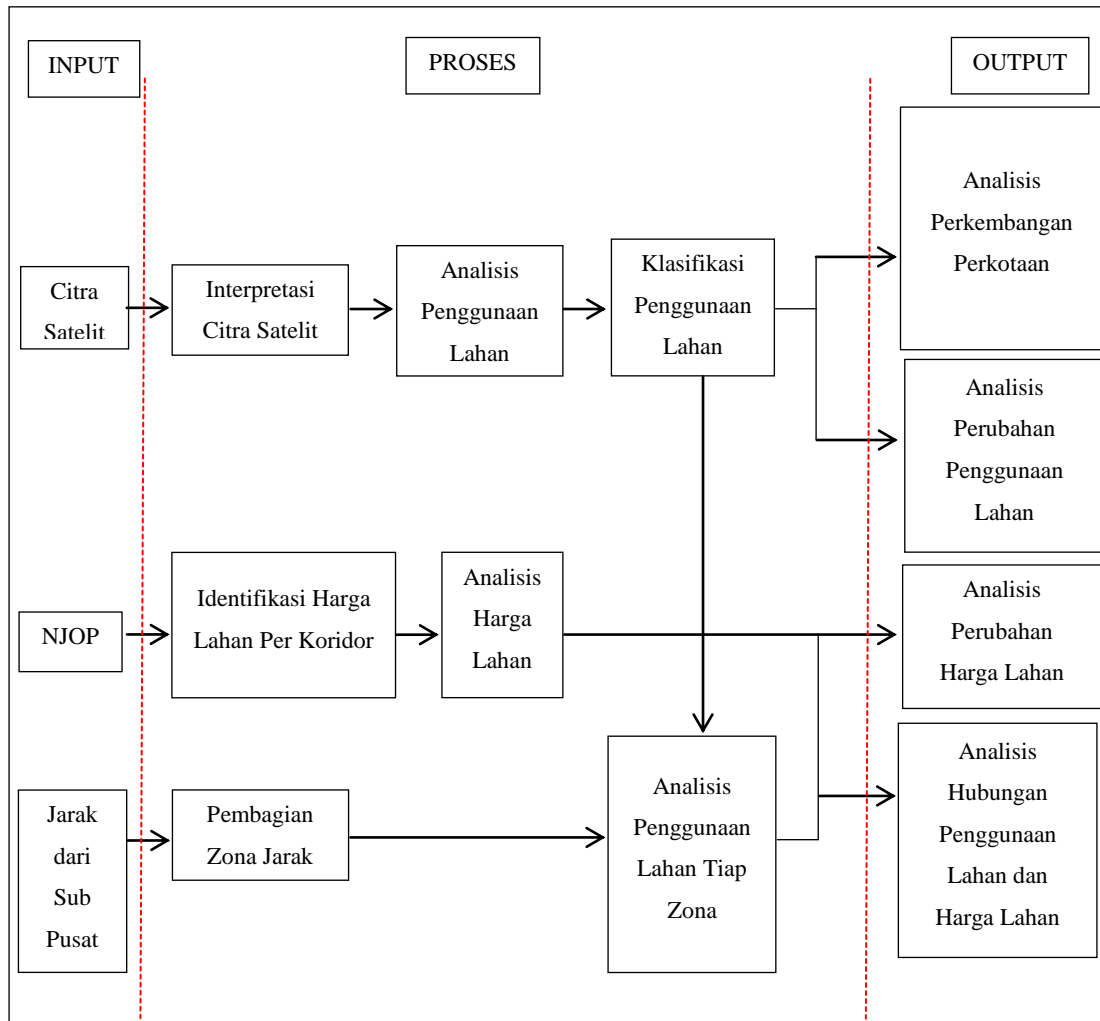 INPUT
PROSES
OUTPUT
Citra
Satelit
Interpretasi
Citra Satelit
Analisis
Penggunaan
Lahan
Klasifikasi
Penggunaan
Lahan
Analisis
Perkembangan
Perkotaan
Analisis
Perubahan
Penggunaan
Lahan
NJOP
Identifikasi Harga
Lahan Per Koridor
Analisis
Harga
Lahan
Analisis
Perubahan
Harga Lahan
Jarak
dari
Sub
Pusat
Pembagian
Zona Jarak
Analisis
Penggunaan
Lahan Tiap
Zona
Analisis
Hubungan
Penggunaan
Lahan dan
Harga Lahan